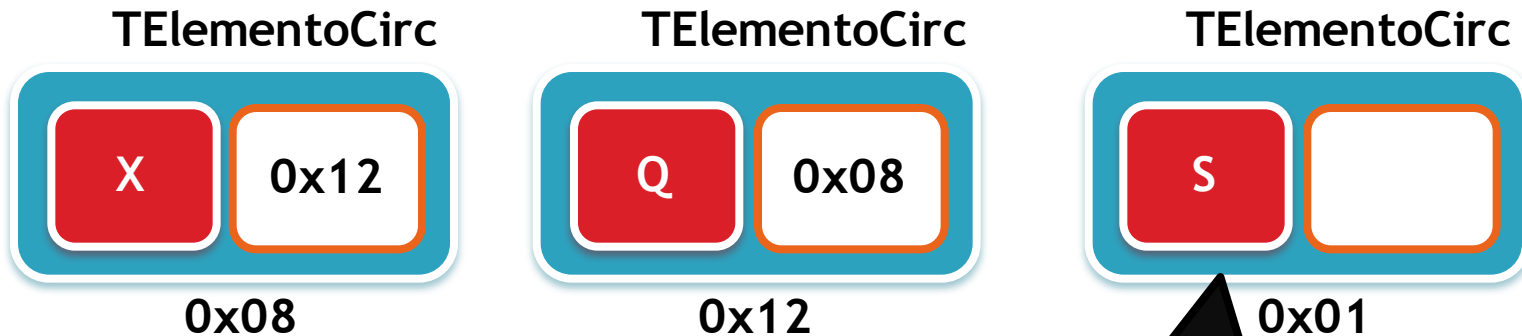 TElementoCirc TElementoCirc TElementoCirc
X 0x12 Q 0x08 S
0x08 0x12 0x01